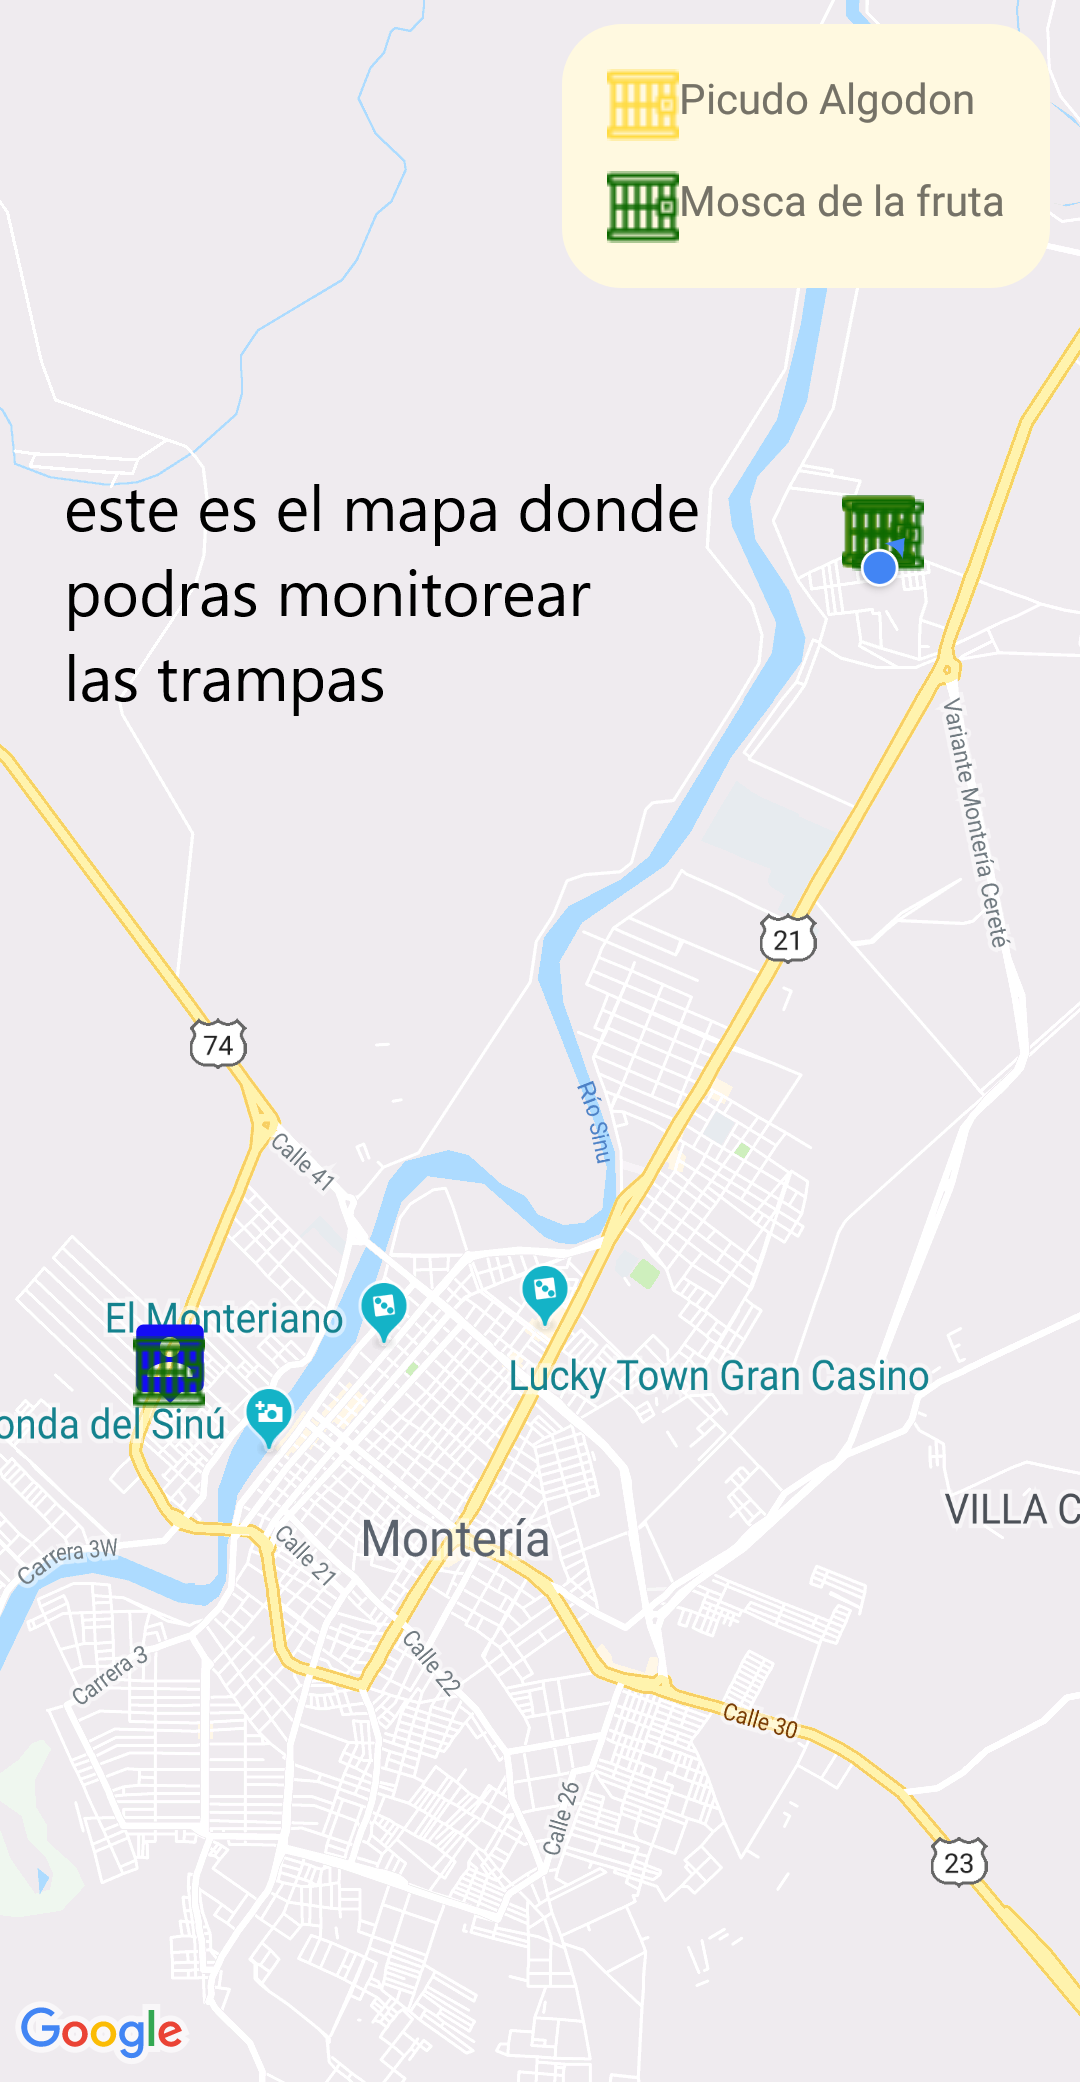 Picudo Algodon
Mosca de la fruta
este es el mapa donde
podras monitorear
las trampas
Variante Montería Cereté
21
74
Río Sinu
Calle 41
El Monteriano
Lucky Town Gran Casino
onda del Sinú
VILLA C
Montería
Carrera 3W
Calle 21
Calle 22
Carrera 3
Calle 30
Calle 26
23
Google